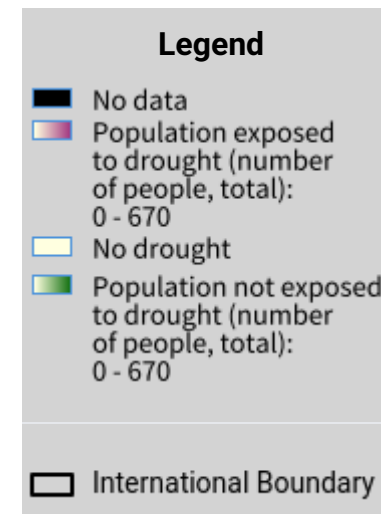 Legend
No data
Population exposed
to drought (number
of people, total):
0 - 670
No drought
Population not exposed
to drought (number
of people, total):
0 - 670
International Boundary